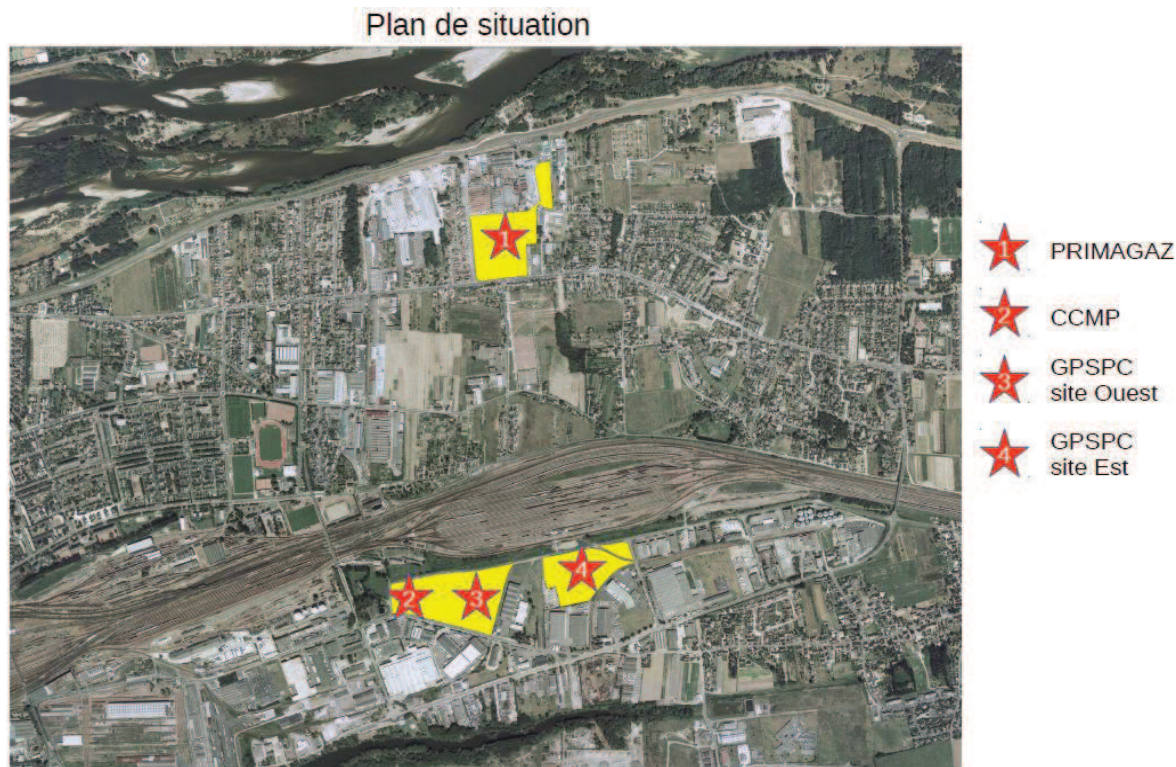 Plan de situation
1
2
3
4
1 PRIMAGAZ
2 CCMP
3 GPSPC
site Ouest
4 GPSPC
site Est